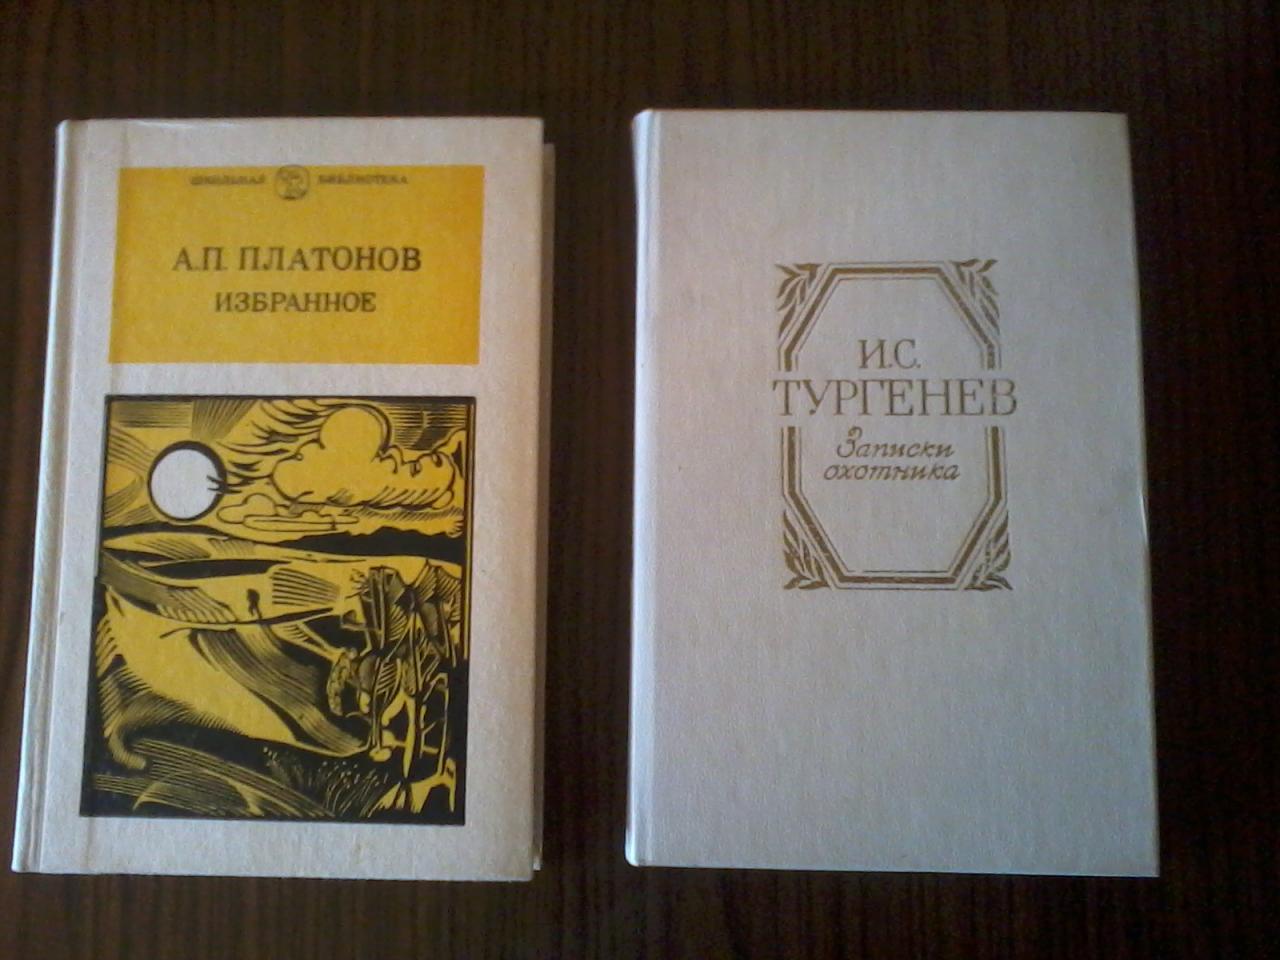 ШКОЛЬНАЯ БИБЛИОТЕКА
А.П. ПЛАТОНОВ
ИЗБРАННОЕ
И.С.
ТУРГЕНЕВ
Записки
охотника